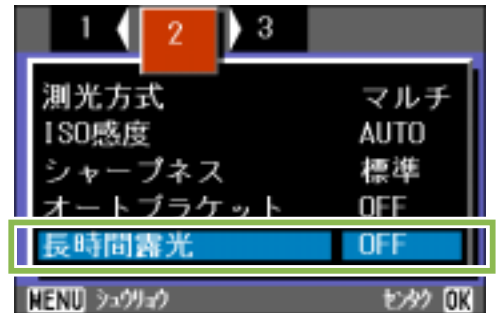 1 2 3
測光方式 マルチ
ISO感度 AUTO
シャープネス 標準
オートブラケット OFF
長時間露光 OFF
MENU シュウリョウ センタク OK